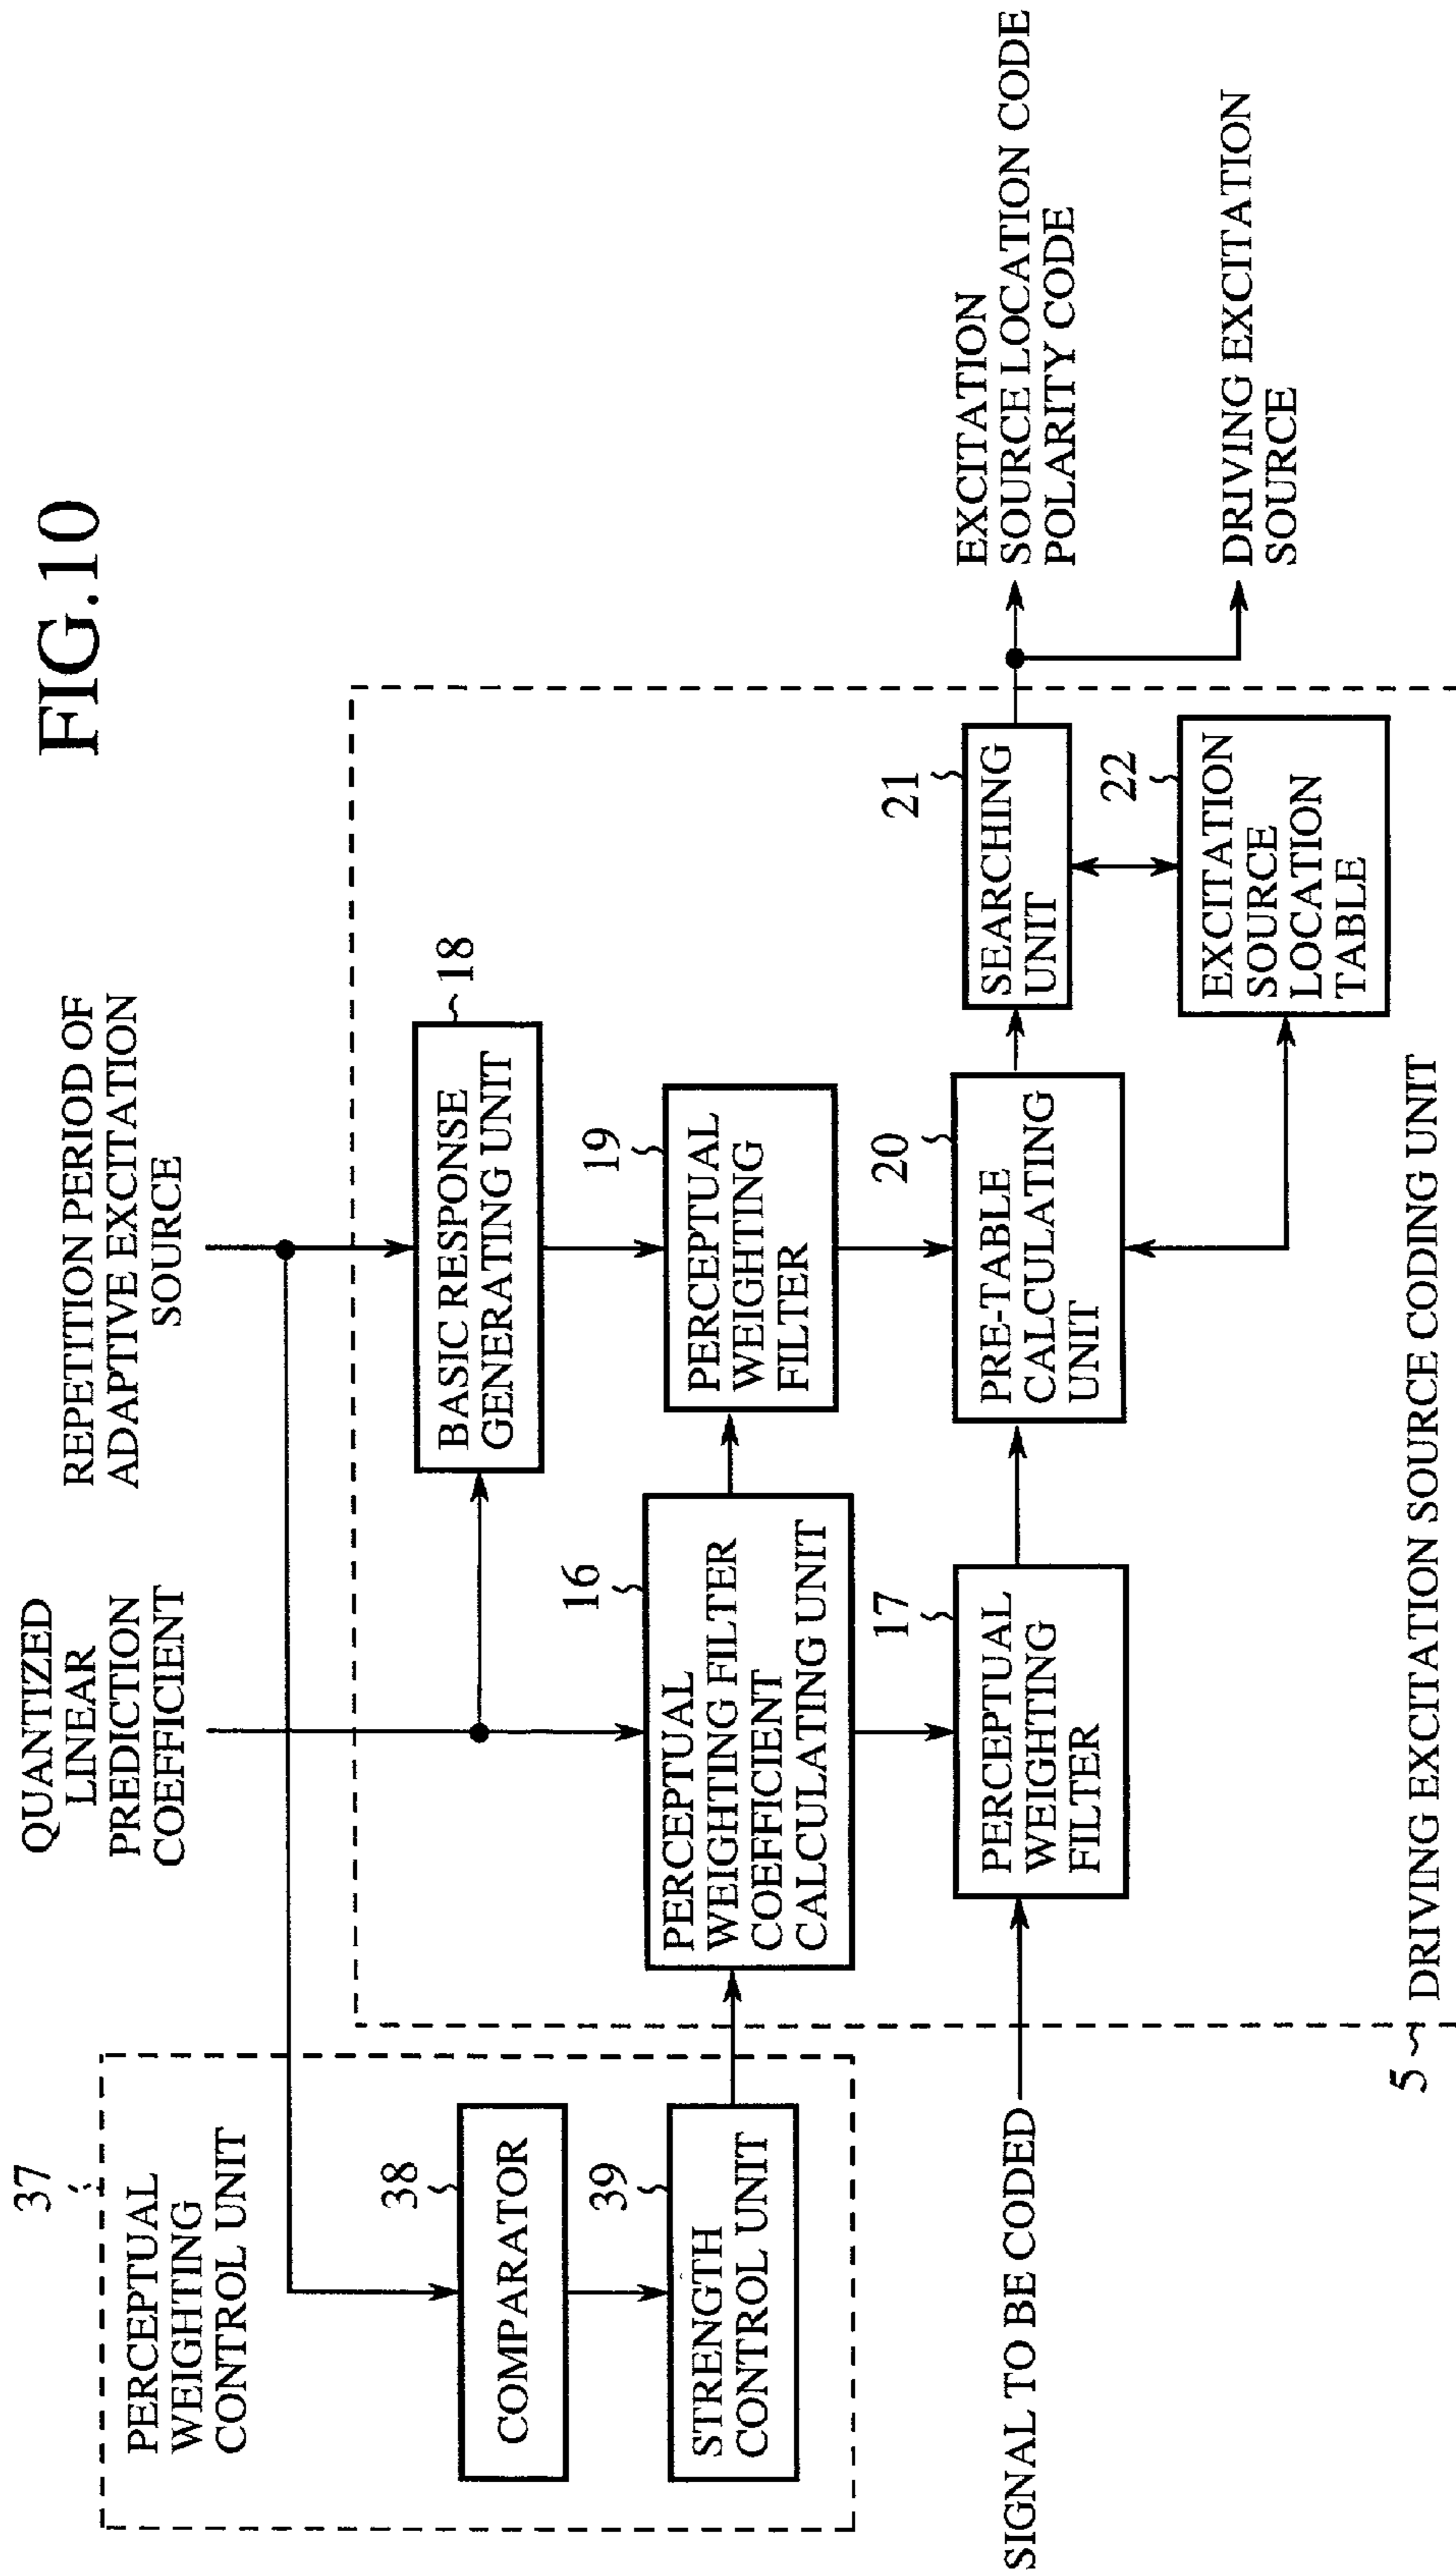 FIG.10
37
PERCEPTUAL
WEIGHTING
CONTROL UNIT
38
COMPARATOR
39
STRENGTH
CONTROL UNIT
QUANTIZED
LINEAR
PREDICTION
COEFFICIENT
REPETITION PERIOD OF
ADAPTIVE EXCITATION
SOURCE
18
BASIC RESPONSE
GENERATING UNIT
16
PERCEPTUAL
WEIGHTING FILTER
COEFFICIENT
CALCULATING UNIT
19
PERCEPTUAL
WEIGHTING
FILTER
SIGNAL TO BE CODED
17
PERCEPTUAL
WEIGHTING
FILTER
20
PRE-TABLE
CALCULATING
UNIT
21
SEARCHING
UNIT
22
EXCITATION
SOURCE
LOCATION
TABLE
EXCITATION
SOURCE LOCATION CODE
POLARITY CODE
DRIVING EXCITATION
SOURCE
5
DRIVING EXCITATION SOURCE CODING UNIT